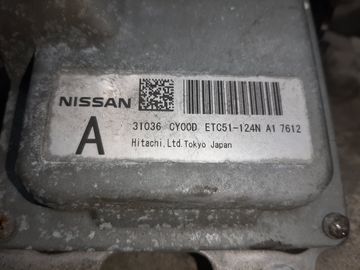 NISSAN
A
31036 CY00D ETC51-124N A1 7612
Hitachi,Ltd.Tokyo Japan